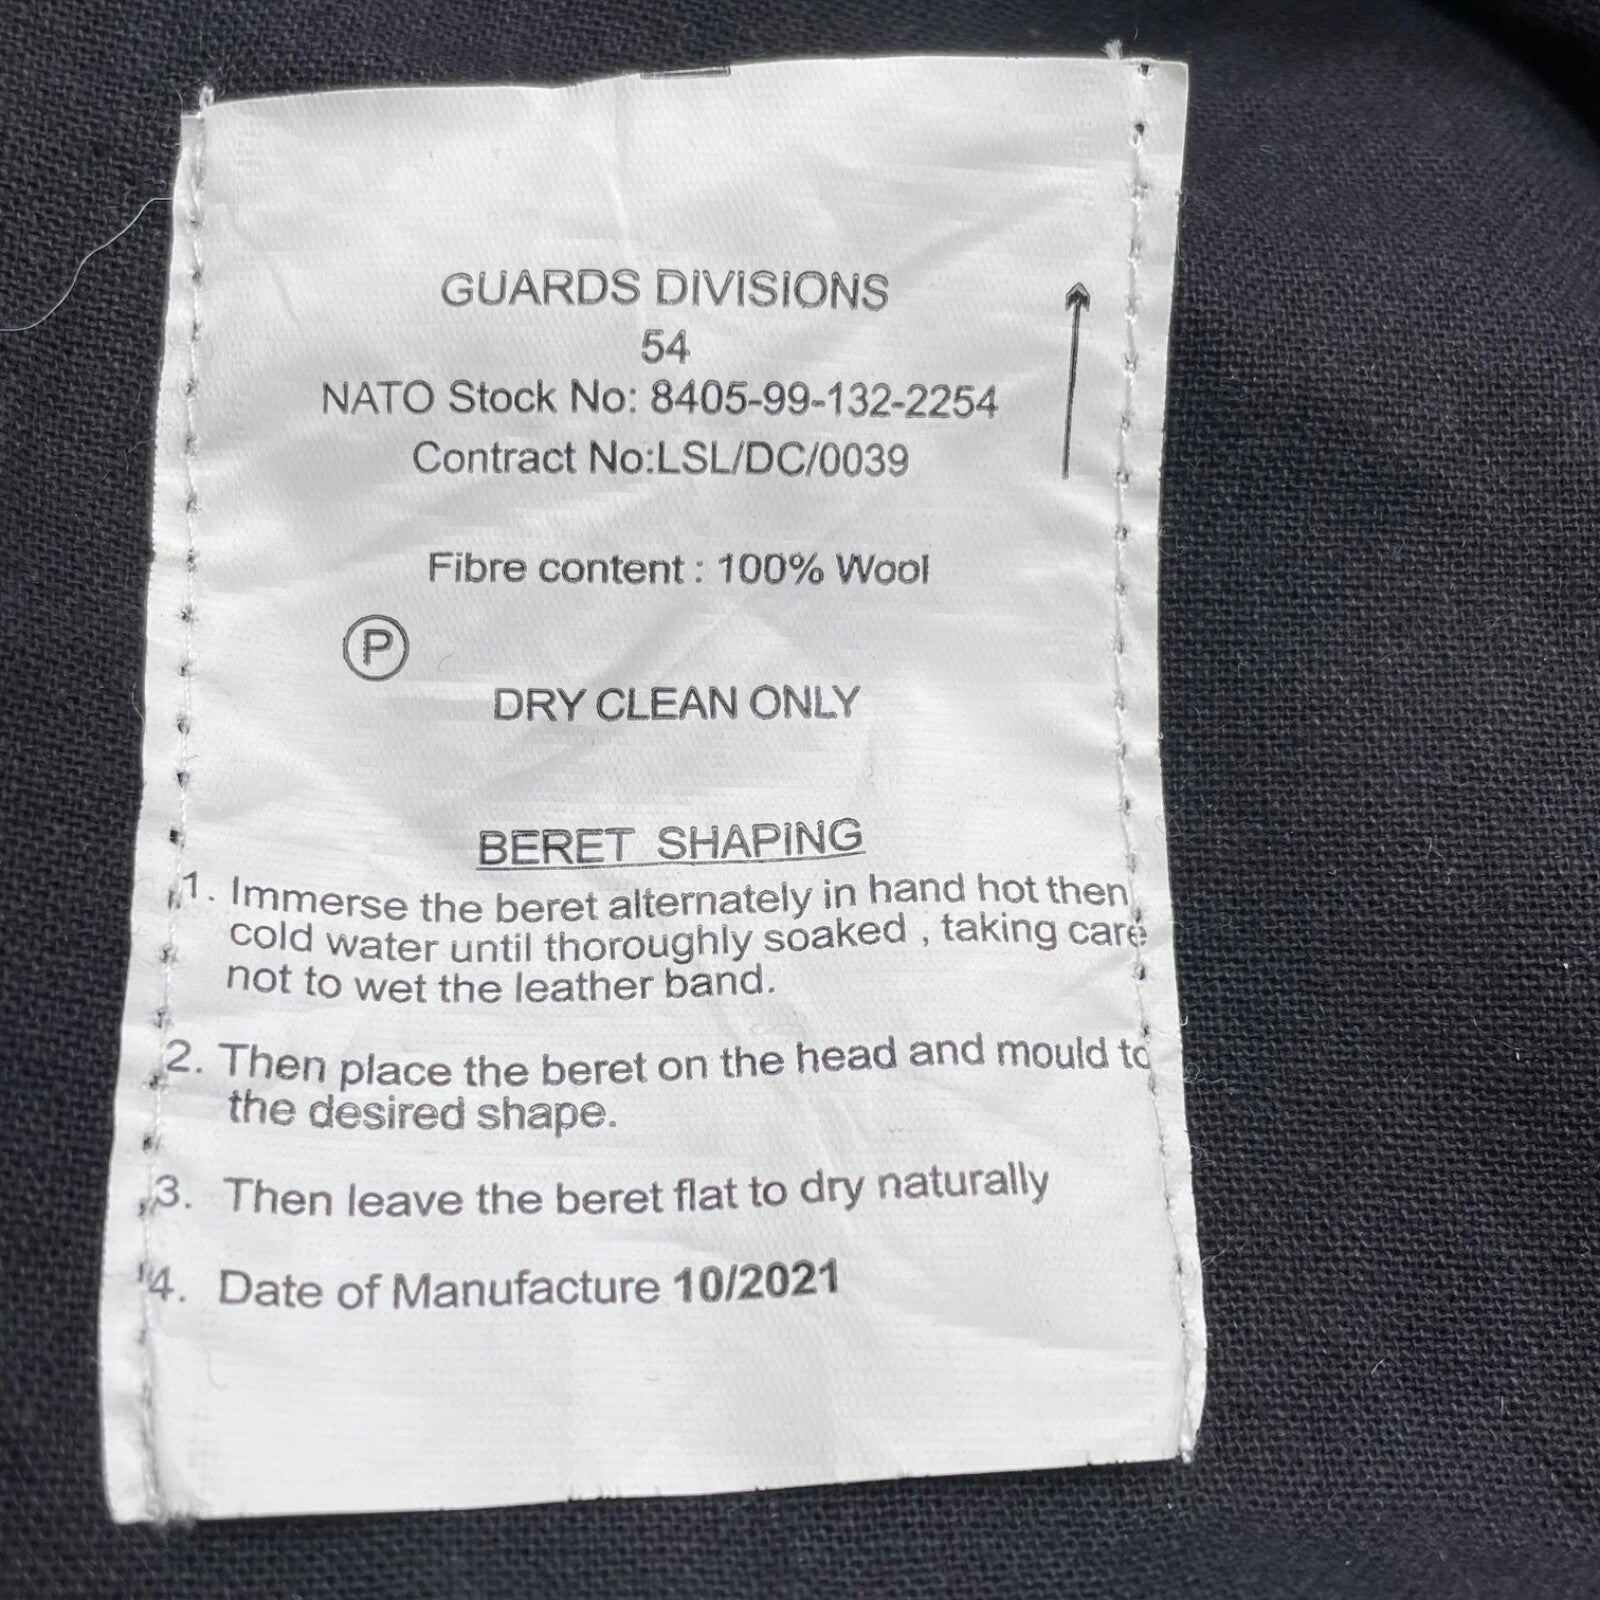 GUARDS DIVISIONS
54
NATO Stock No: 8405-99-132-2254
Contract No:LSL/DC/0039
Fibre content : 100% Wool
P
DRY CLEAN ONLY
BERET SHAPING
1. Immerse the beret alternately in hand hot then
cold water until thoroughly soaked , taking care
not to wet the leather band.
2. Then place the beret on the head and mould to
the desired shape.
3. Then leave the beret flat to dry naturally
4. Date of Manufacture 10/2021